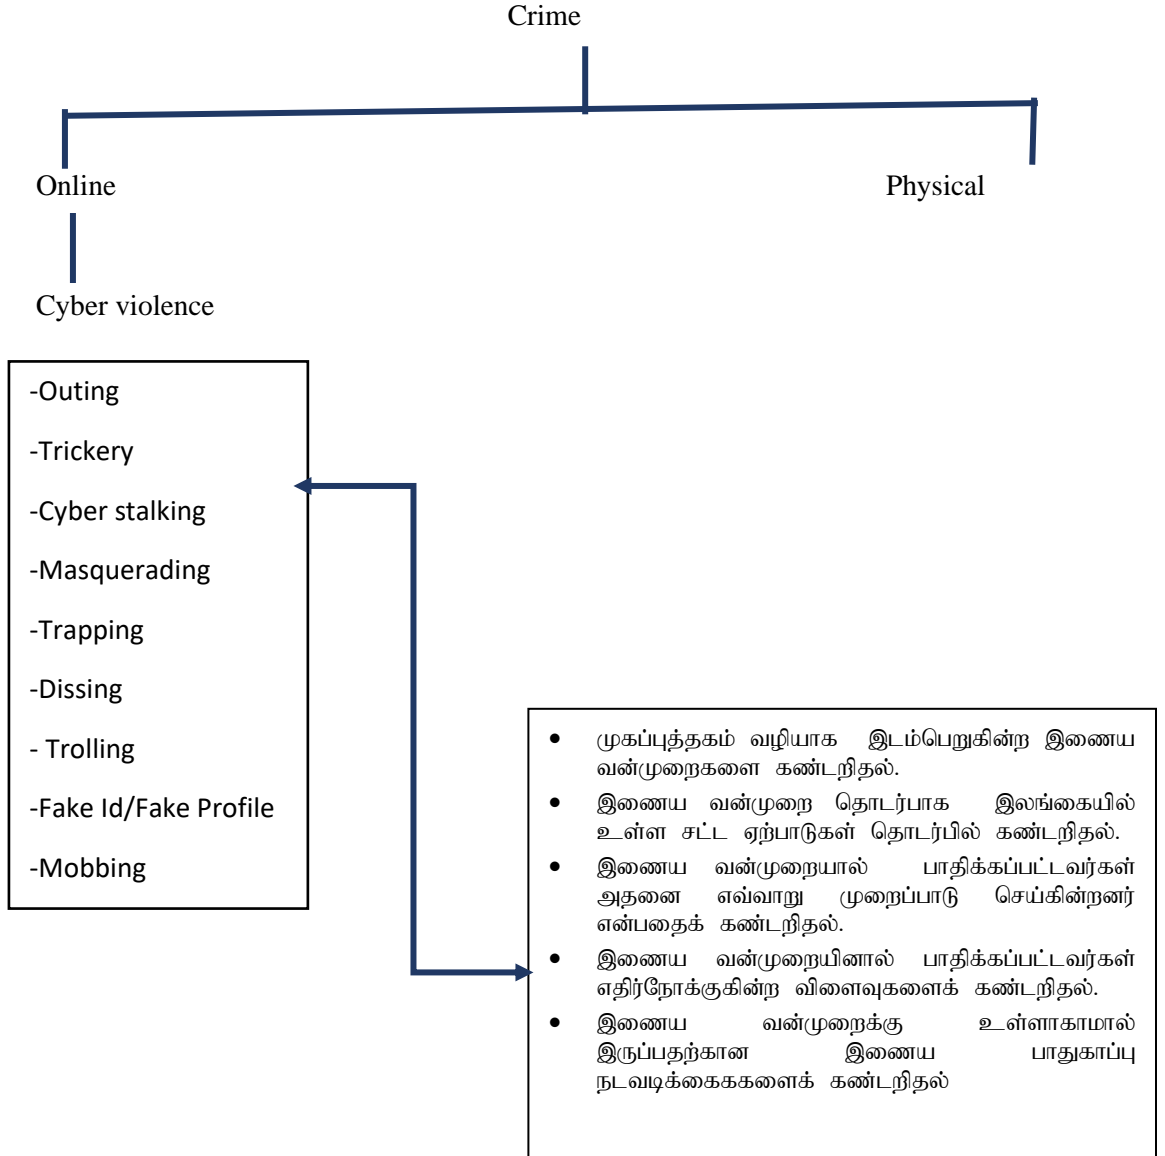 Crime
Online
Physical
Cyber violence
-Outing
-Trickery
-Cyber stalking
-Masquerading
-Trapping
-Dissing
- Trolling
-Fake Id/Fake Profile
-Mobbing
• முகப்புத்தகம் வழியாக இடம்பெறுகின்ற இணைய
வன்முறைகளை கண்டறிதல்.
• இணைய வன்முறை தொடர்பாக இலங்கையில்
உள்ள சட்ட ஏற்பாடுகள் தொடர்பில் கண்டறிதல்.
• இணைய வன்முறையால் பாதிக்கப்பட்டவர்கள்
அதனை எவ்வாறு முறைப்பாடு செய்கின்றனர்
என்பதைக் கண்டறிதல்.
• இணைய வன்முறையினால் பாதிக்கப்பட்டவர்கள்
எதிர்நோக்குகின்ற விளைவுகளைக் கண்டறிதல்.
• இணைய வன்முறைக்கு உள்ளாகாமால்
இருப்பதற்கான இணைய பாதுகாப்பு
நடவடிக்கைககளைக் கண்டறிதல்